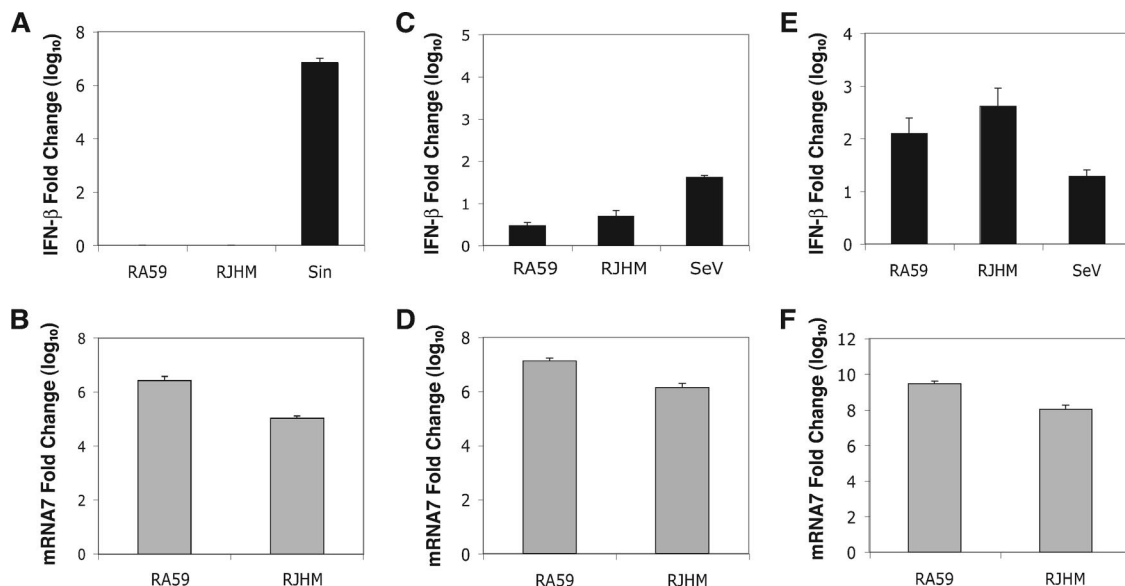 A
IFN-β Fold Change (log₁₀)
8
6
4
2
0
RA59 RJHM Sin
B
mRNA7 Fold Change (log₁₀)
8
6
4
2
0
RA59 RJHM
C
IFN-β Fold Change (log₁₀)
5
4
3
2
1
0
RA59 RJHM SeV
D
mRNA7 Fold Change (log₁₀)
8
6
4
2
0
RA59 RJHM
E
IFN-β Fold Change (log₁₀)
4
3
2
1
0
RA59 RJHM SeV
F
mRNA7 Fold Change (log₁₀)
12
10
8
6
4
2
0
RA59 RJHM